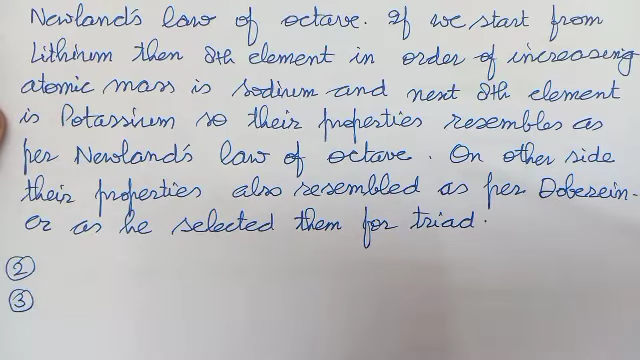 Newland's law of octave. If we start from
Lithium then 8th element in order of increasing
atomic mass is sodium and next 8th element
is Potassium so their properties resembles as
per Newland's law of octave. On other side
their properties also resembled as per Doberein-
er as he selected them for triad.
②
③